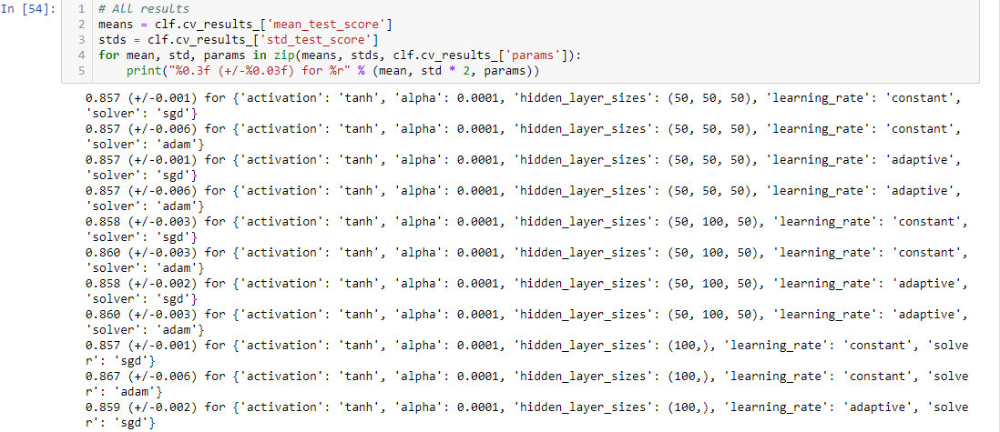 In [54]:
1 # All results
2 means = clf.cv_results_['mean_test_score']
3 stds = clf.cv_results_['std_test_score']
4 for mean, std, params in zip(means, stds, clf.cv_results_['params']):
5     print("%0.3f (+/-%0.03f) for %r" % (mean, std * 2, params))
0.857 (+/-0.001) for {'activation': 'tanh', 'alpha': 0.0001, 'hidden_layer_sizes': (50, 50, 50), 'learning_rate': 'constant',
'solver': 'sgd'}
0.857 (+/-0.006) for {'activation': 'tanh', 'alpha': 0.0001, 'hidden_layer_sizes': (50, 50, 50), 'learning_rate': 'constant',
'solver': 'adam'}
0.857 (+/-0.001) for {'activation': 'tanh', 'alpha': 0.0001, 'hidden_layer_sizes': (50, 50, 50), 'learning_rate': 'adaptive',
'solver': 'sgd'}
0.857 (+/-0.006) for {'activation': 'tanh', 'alpha': 0.0001, 'hidden_layer_sizes': (50, 50, 50), 'learning_rate': 'adaptive',
'solver': 'adam'}
0.858 (+/-0.003) for {'activation': 'tanh', 'alpha': 0.0001, 'hidden_layer_sizes': (50, 100, 50), 'learning_rate': 'constant',
'solver': 'sgd'}
0.860 (+/-0.003) for {'activation': 'tanh', 'alpha': 0.0001, 'hidden_layer_sizes': (50, 100, 50), 'learning_rate': 'constant',
'solver': 'adam'}
0.858 (+/-0.002) for {'activation': 'tanh', 'alpha': 0.0001, 'hidden_layer_sizes': (50, 100, 50), 'learning_rate': 'adaptive',
'solver': 'sgd'}
0.860 (+/-0.003) for {'activation': 'tanh', 'alpha': 0.0001, 'hidden_layer_sizes': (50, 100, 50), 'learning_rate': 'adaptive',
'solver': 'adam'}
0.857 (+/-0.001) for {'activation': 'tanh', 'alpha': 0.0001, 'hidden_layer_sizes': (100,), 'learning_rate': 'constant', 'solve
r': 'sgd'}
0.867 (+/-0.006) for {'activation': 'tanh', 'alpha': 0.0001, 'hidden_layer_sizes': (100,), 'learning_rate': 'constant', 'solve
r': 'adam'}
0.859 (+/-0.002) for {'activation': 'tanh', 'alpha': 0.0001, 'hidden_layer_sizes': (100,), 'learning_rate': 'adaptive', 'solve
r': 'sgd'}